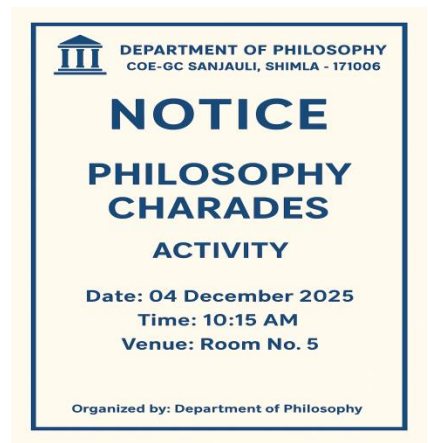 DEPARTMENT OF PHILOSOPHY
COE-GC SANJAULI, SHIMLA - 171006
NOTICE
PHILOSOPHY
CHARADES
ACTIVITY
Date: 04 December 2025
Time: 10:15 AM
Venue: Room No. 5
Organized by: Department of Philosophy